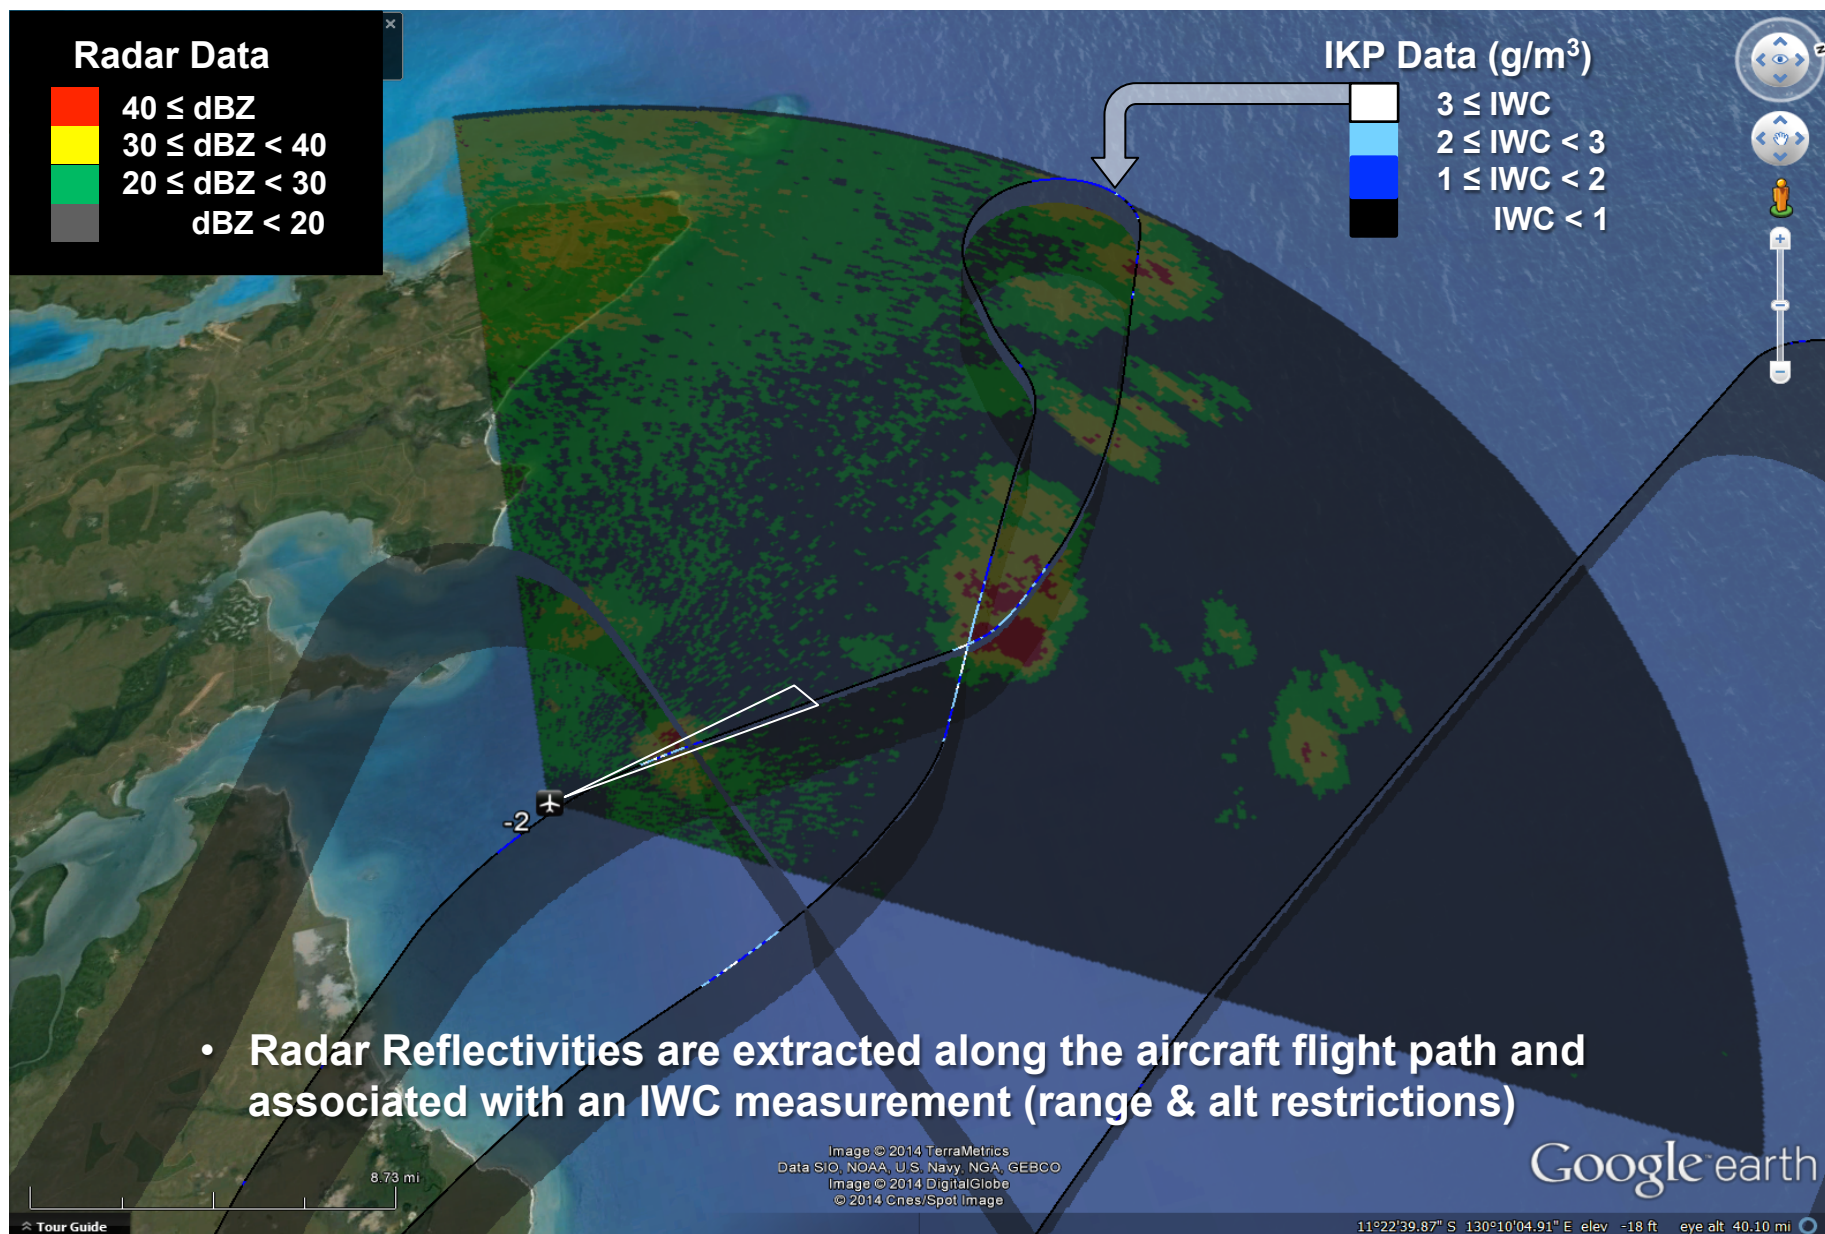 Radar Data
40 ≤ dBZ
30 ≤ dBZ < 40
20 ≤ dBZ < 30
dBZ < 20
IKP Data (g/m³)
3 ≤ IWC
2 ≤ IWC < 3
1 ≤ IWC < 2
IWC < 1
N
-2
• Radar Reflectivities are extracted along the aircraft flight path and
associated with an IWC measurement (range & alt restrictions)
Image © 2014 TerraMetrics
Data SIO, NOAA, U.S. Navy, NGA, GEBCO
Image © 2014 DigitalGlobe
© 2014 Cnes/Spot Image
Google earth
8.73 mi
Tour Guide
11°22'39.87" S 130°10'04.91" E elev -18 ft eye alt 40.10 mi